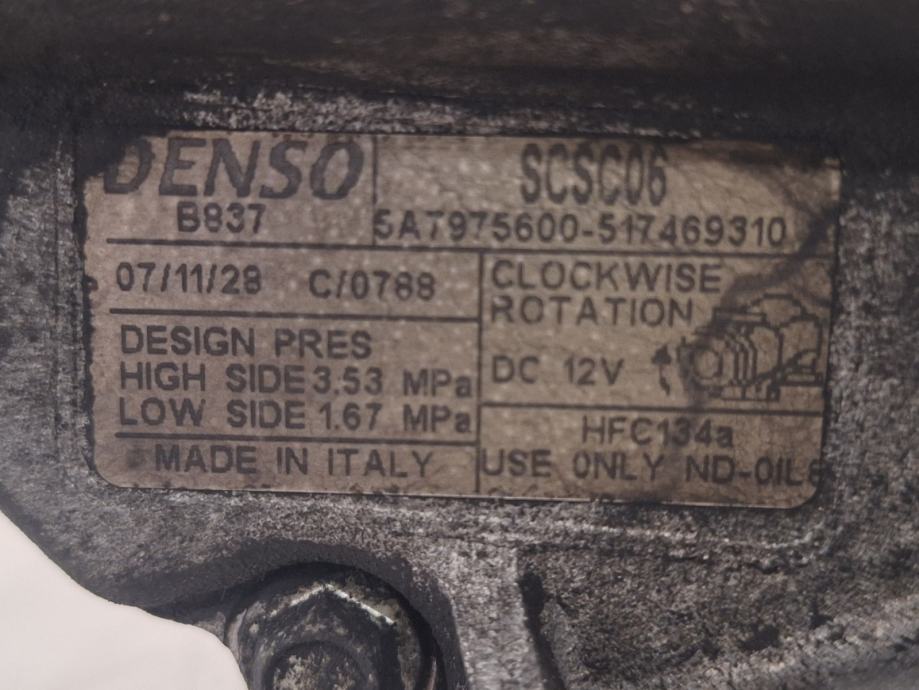 DENSO
B837
SCSC06
5A7975600-517469310
07/11/28 C/0788
DESIGN PRES
HIGH SIDE 3.53 MPa
LOW SIDE 1.67 MPa
MADE IN ITALY
CLOCKWISE
ROTATION
DC 12V
HFC134a
USE ONLY ND-OIL8